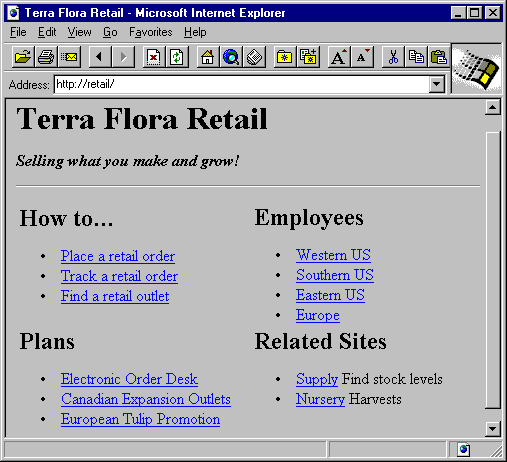 Terra Flora Retail - Microsoft Internet Explorer
File Edit View Go Favorites Help
A A
Address: http://retail/
Terra Flora Retail
Selling what you make and grow!
How to...
• Place a retail order
• Track a retail order
• Find a retail outlet
Employees
• Western US
• Southern US
• Eastern US
• Europe
Plans
• Electronic Order Desk
• Canadian Expansion Outlets
• European Tulip Promotion
Related Sites
• Supply Find stock levels
• Nursery Harvests